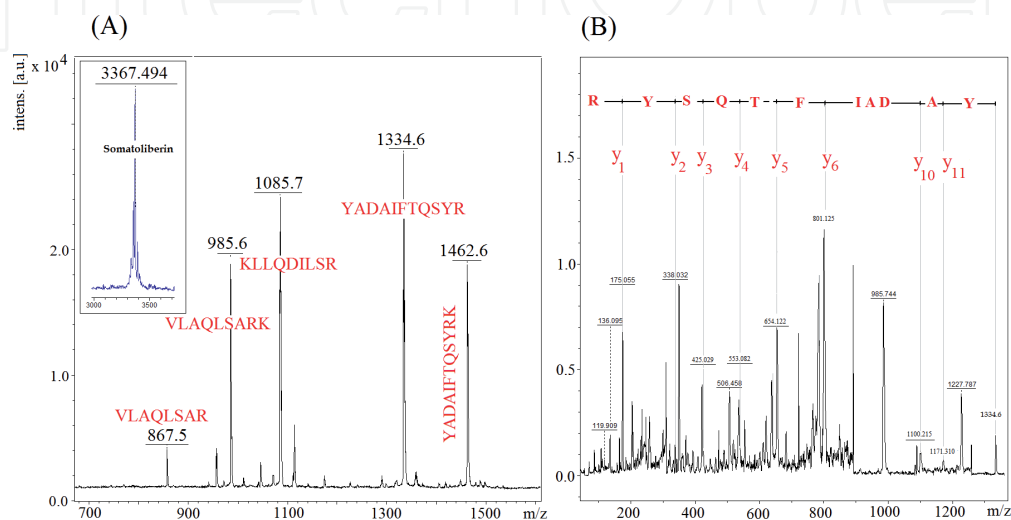 (A)
(B)
intens. [a.u.]
x 10⁴
3367.494
Somatoliberin
3000 3500
1334.6
YADAIFTQSYR
1085.7
KLLQDILSR
985.6
VLAQLSARK
1462.6
YADAIFTQSYRK
VLAQLSAR
867.5
2.0
1.0
0.0
700 900 1100 1300 1500 m/z
R Y S Q T F I A D A Y
y₁ y₂ y₃ y₄ y₅ y₆ y₁₀ y₁₁
1.5
1.0
0.5
0.0
801.125
175.055
338.032
985.744
136.095
654.122
425.029
553.082
506.458
119.909
1227.787
1334.6
1100.215
1171.310
200 400 600 800 1000 1200 m/z